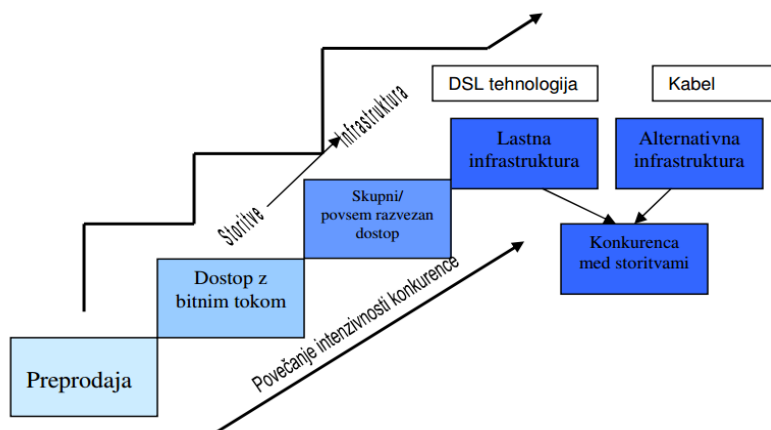 DSL tehnologija
Kabel
Lastna
infrastruktura
Alternativna
infrastruktura
Infrastruktura
Storitve
Skupni/
povsem razvezan
dostop
Konkurenca
med storitvami
Dostop z
bitnim tokom
Povečanje intenzivnosti konkurence
Preprodaja